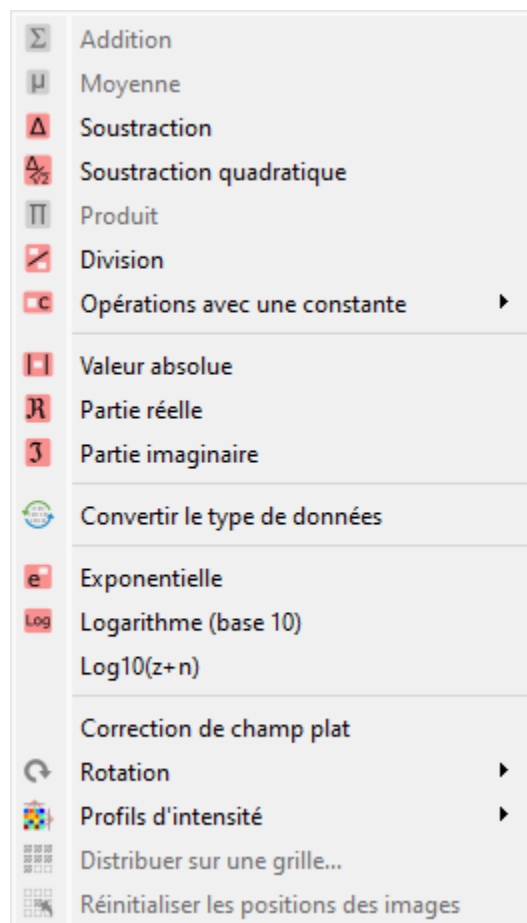 Σ Addition
μ Moyenne
Δ Soustraction
Δ/√2 Soustraction quadratique
Π Produit
Division
C Opérations avec une constante
Valeur absolue
ℜ Partie réelle
ℑ Partie imaginaire
Convertir le type de données
e Exponentielle
Log Logarithme (base 10)
Log10(z+n)
Correction de champ plat
Rotation
Profils d'intensité
Distribuer sur une grille...
Réinitialiser les positions des images